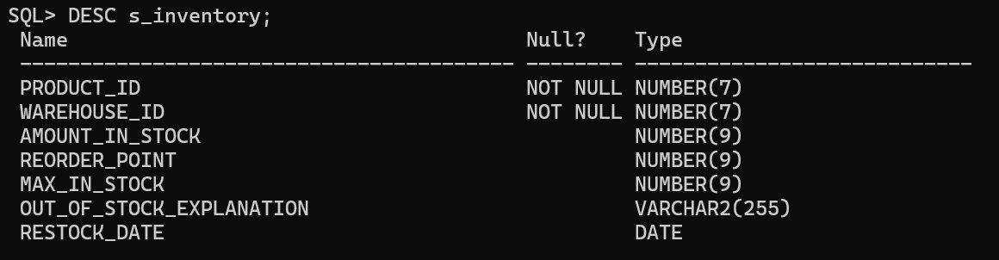 SQL> DESC s_inventory;
 Name                                      Null?    Type
 ----------------------------------------- -------- ----------------------------
 PRODUCT_ID                                NOT NULL NUMBER(7)
 WAREHOUSE_ID                              NOT NULL NUMBER(7)
 AMOUNT_IN_STOCK                                    NUMBER(9)
 REORDER_POINT                                      NUMBER(9)
 MAX_IN_STOCK                                       NUMBER(9)
 OUT_OF_STOCK_EXPLANATION                           VARCHAR2(255)
 RESTOCK_DATE                                       DATE